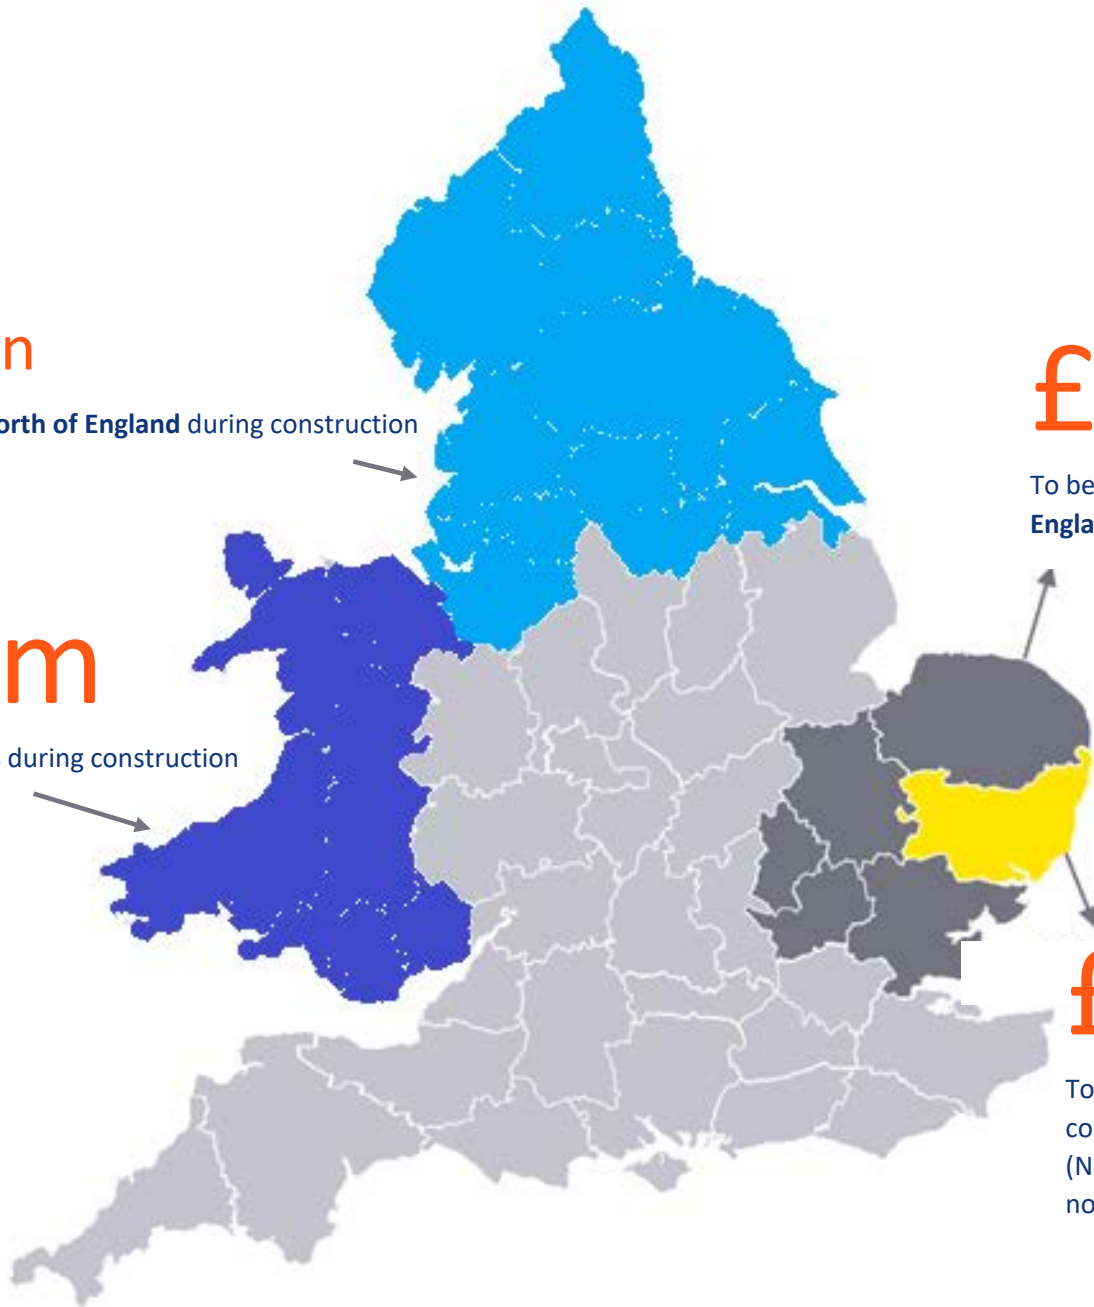 n
orth of England during construction
£
To be
Engla
m
during construction
£
To
co
(N
no